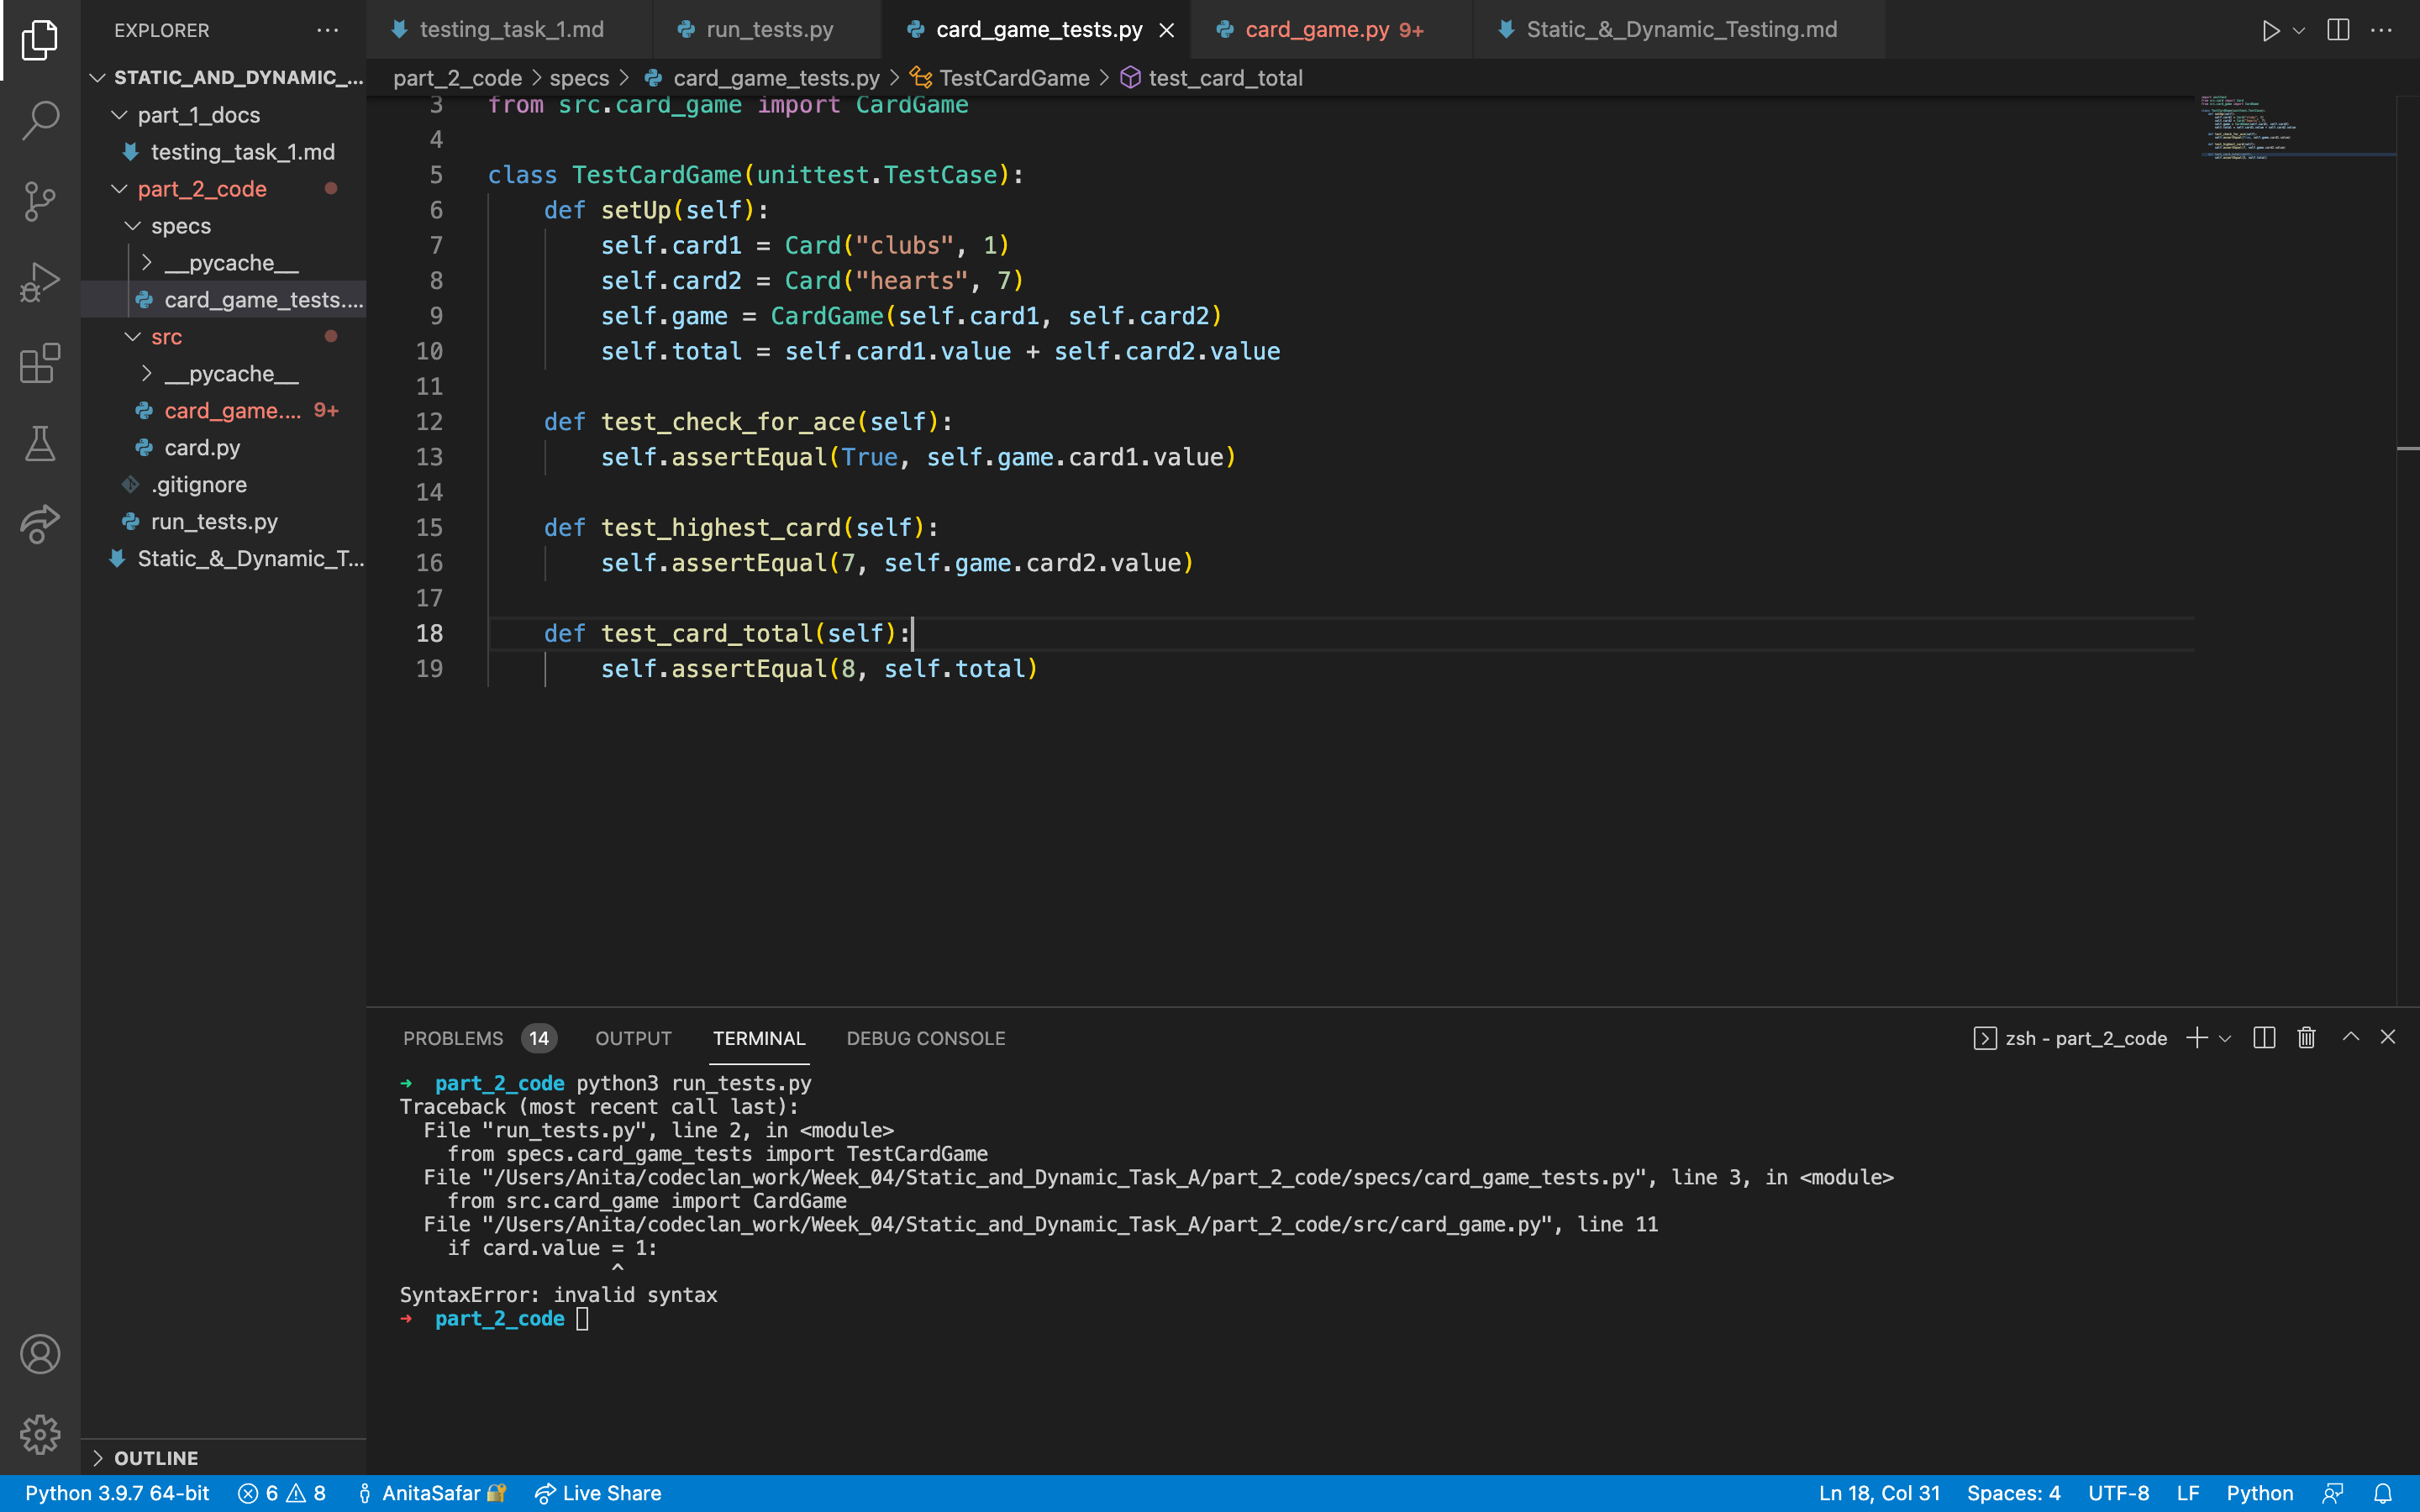 EXPLORER
STATIC_AND_DYNAMIC_...
part_1_docs
testing_task_1.md
part_2_code
specs
__pycache__
card_game_tests....
src
__pycache__
card_game.... 9+
card.py
.gitignore
run_tests.py
Static_&_Dynamic_T...
OUTLINE
testing_task_1.md run_tests.py card_game_tests.py card_game.py 9+ Static_&_Dynamic_Testing.md
part_2_code > specs > card_game_tests.py > TestCardGame > test_card_total
3 from src.card_game import CardGame
4
5 class TestCardGame(unittest.TestCase):
6 def setUp(self):
7 self.card1 = Card("clubs", 1)
8 self.card2 = Card("hearts", 7)
9 self.game = CardGame(self.card1, self.card2)
10 self.total = self.card1.value + self.card2.value
11
12 def test_check_for_ace(self):
13 self.assertEqual(True, self.game.card1.value)
14
15 def test_highest_card(self):
16 self.assertEqual(7, self.game.card2.value)
17
18 def test_card_total(self):
19 self.assertEqual(8, self.total)
PROBLEMS 14 OUTPUT TERMINAL DEBUG CONSOLE zsh - part_2_code
→ part_2_code python3 run_tests.py
Traceback (most recent call last):
File "run_tests.py", line 2, in <module>
from specs.card_game_tests import TestCardGame
File "/Users/Anita/codeclan_work/Week_04/Static_and_Dynamic_Task_A/part_2_code/specs/card_game_tests.py", line 3, in <module>
from src.card_game import CardGame
File "/Users/Anita/codeclan_work/Week_04/Static_and_Dynamic_Task_A/part_2_code/src/card_game.py", line 11
if card.value = 1:
^
SyntaxError: invalid syntax
→ part_2_code
Python 3.9.7 64-bit 6 8 AnitaSafar Live Share Ln 18, Col 31 Spaces: 4 UTF-8 LF Python